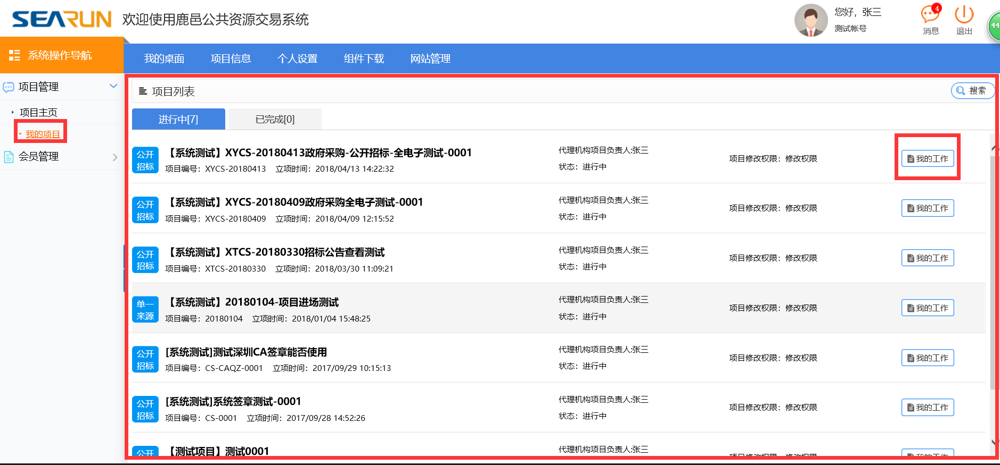 SEARUN 欢迎使用鹿邑公共资源交易系统
您好，张三
测试帐号
4
消息
退出
44
系统操作导航
我的桌面 项目信息 个人设置 组件下载 网站管理
项目管理
项目主页
我的项目
会员管理
项目列表
搜索
进行中[7] 已完成[0]
公开招标
【系统测试】XYCS-20180413政府采购-公开招标-全电子测试-0001
项目编号：XYCS-20180413 立项时间：2018/04/13 14:22:32
代理机构项目负责人:张三
状态：进行中
项目修改权限：修改权限
我的工作
公开招标
【系统测试】XYCS-20180409政府采购全电子测试-0001
项目编号：XYCS-20180409 立项时间：2018/04/09 12:15:52
代理机构项目负责人:张三
状态：进行中
项目修改权限：修改权限
我的工作
公开招标
【系统测试】XTCS-20180330招标公告查看测试
项目编号：XTCS-20180330 立项时间：2018/03/30 11:09:21
代理机构项目负责人:张三
状态：进行中
项目修改权限：修改权限
我的工作
单一来源
【系统测试】20180104-项目进场测试
项目编号：20180104 立项时间：2018/01/04 15:48:25
代理机构项目负责人:张三
状态：进行中
项目修改权限：修改权限
我的工作
公开招标
[系统测试]测试深圳CA签章能否使用
项目编号：CS-CAQZ-0001 立项时间：2017/09/29 10:15:13
代理机构项目负责人:张三
状态：进行中
项目修改权限：修改权限
我的工作
公开招标
[系统测试]系统签章测试-0001
项目编号：CS-0001 立项时间：2017/09/28 14:52:26
代理机构项目负责人:张三
状态：进行中
项目修改权限：修改权限
我的工作
公开
【测试项目】测试0001
代理机构项目负责人:张三
项目修改权限：修改权限
我的工作